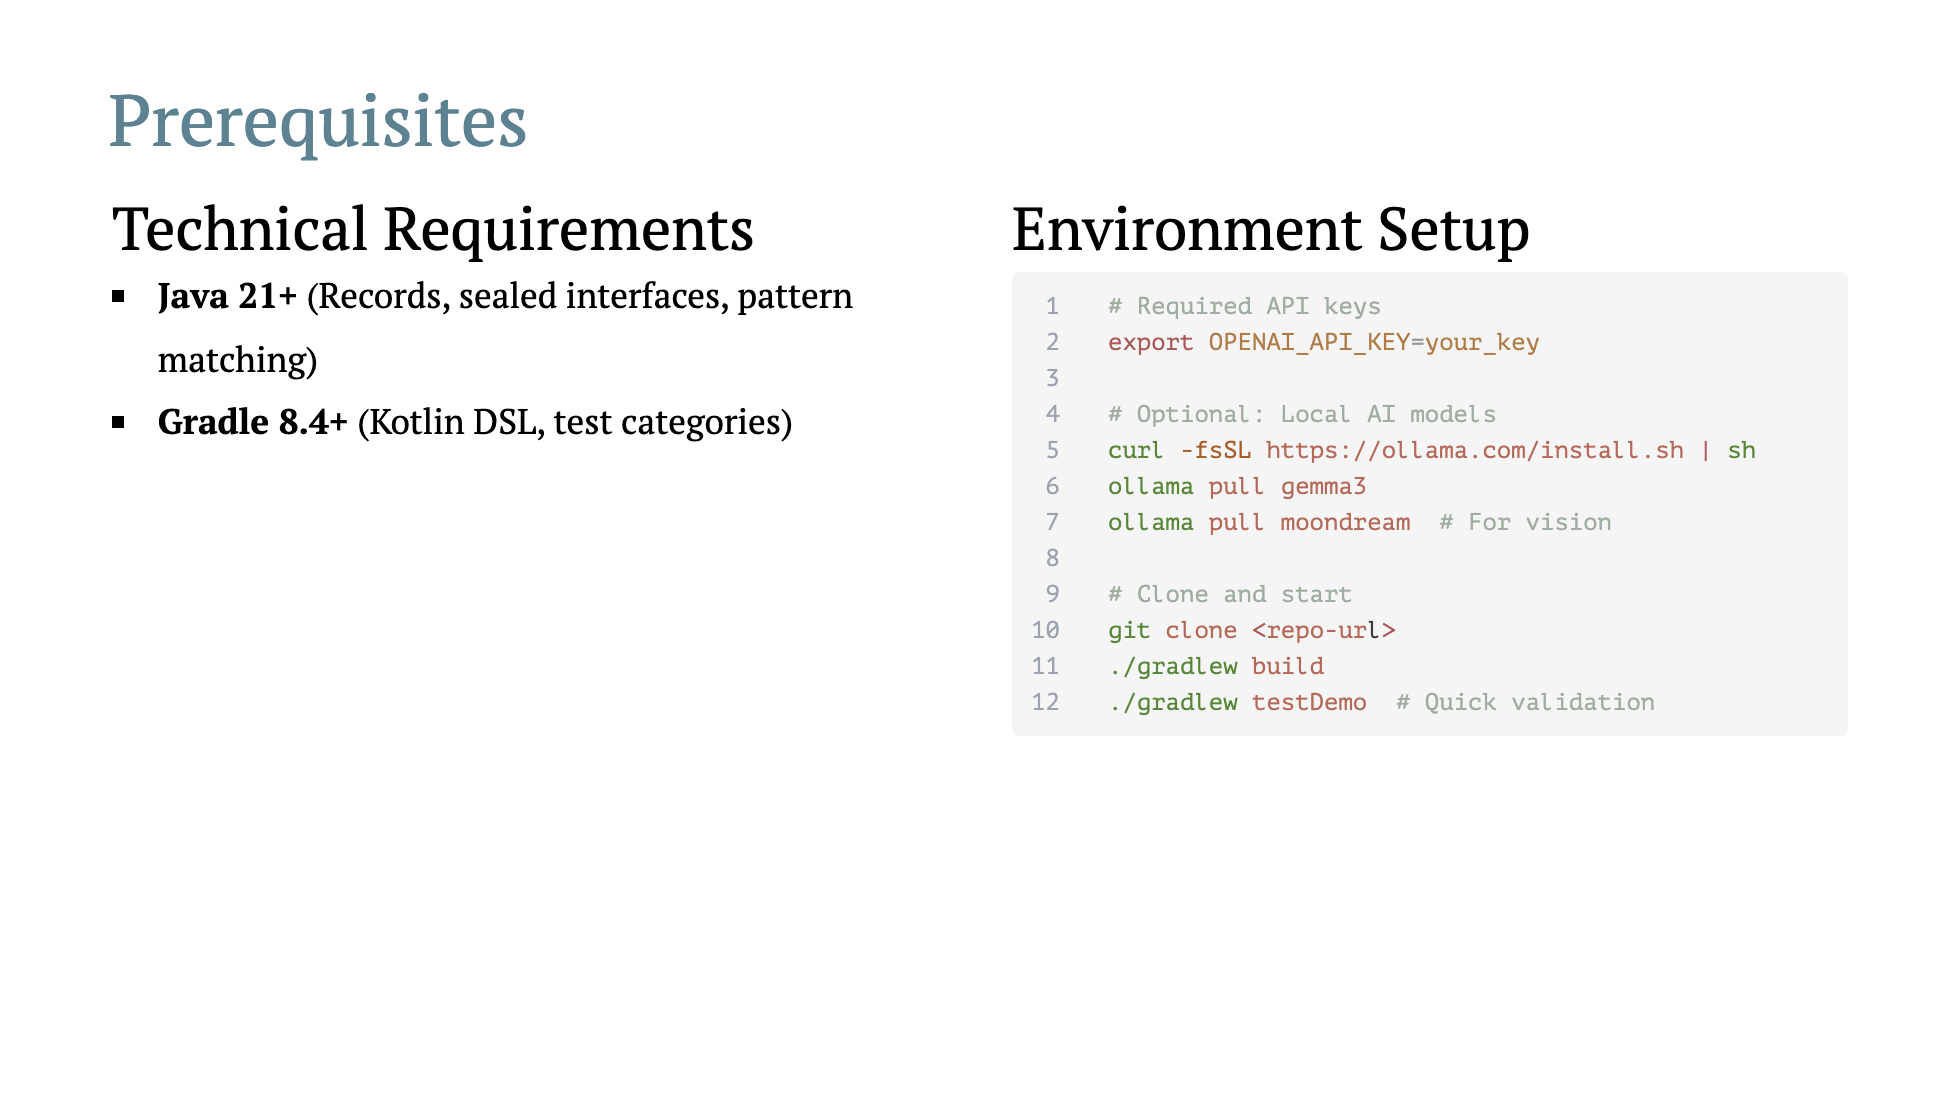 Prerequisites
Technical Requirements
▪ Java 21+ (Records, sealed interfaces, pattern
matching)
▪ Gradle 8.4+ (Kotlin DSL, test categories)
Environment Setup
1 # Required API keys
2 export OPENAI_API_KEY=your_key
3
4 # Optional: Local AI models
5 curl -fsSL https://ollama.com/install.sh | sh
6 ollama pull gemma3
7 ollama pull moondream  # For vision
8
9 # Clone and start
10 git clone <repo-url>
11 ./gradlew build
12 ./gradlew testDemo  # Quick validation